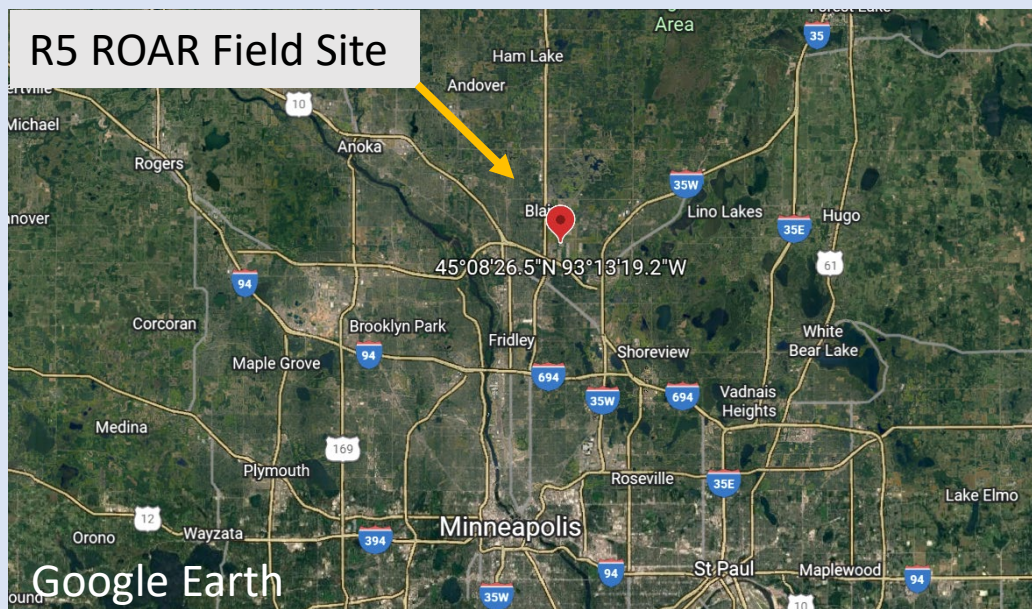 R5 ROAR Field Site
Area
Forest Lake
35
Ham Lake
Andover
10
Michael
Anoka
Rogers
35W
Blai
Lino Lakes
Hugo
35E
45°08'26.5"N 93°13'19.2"W
61
94
Corcoran
Brooklyn Park
Fridley
White
Bear Lake
Maple Grove
94
Shoreview
694
35W
694
Vadnais
Heights
Medina
169
Plymouth
Roseville
35E
Lake Elmo
12
Orono
Wayzata
394
Minneapolis
94
St Paul
Maplewood
94
Google Earth
35W
10